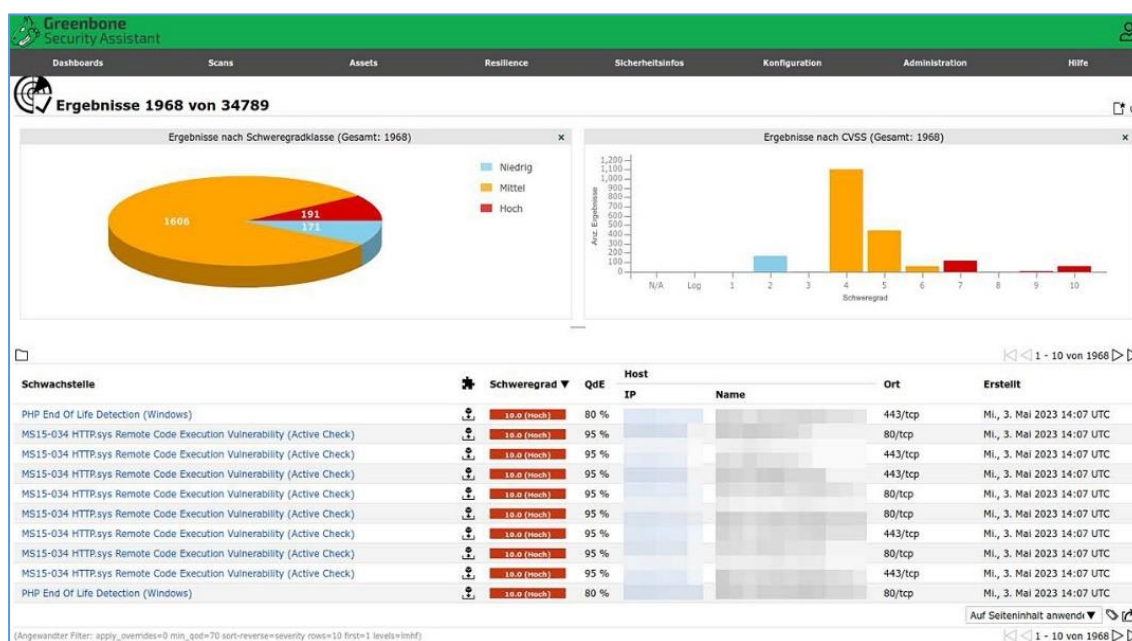 Greenbone
Security Assistant
Dashboards Scans Assets Resilience Sicherheitsinfos Konfiguration Administration Hilfe
Ergebnisse 1968 von 34789
Ergebnisse nach Schweregradklasse (Gesamt: 1968) ×
1606
191
171
Niedrig
Mittel
Hoch
Ergebnisse nach CVSS (Gesamt: 1968) ×
Anz. Ergebnisse
1,200
1,100
1,000
900
800
700
600
500
400
300
200
100
0
N/A Log 1 2 3 4 5 6 7 8 9 10
Schweregrad
1 - 10 von 1968
Schwachstelle Schweregrad ▼ QdE Host Ort Erstellt
IP Name
PHP End Of Life Detection (Windows) 10.0 (Hoch) 80 % 443/tcp Mi., 3. Mai 2023 14:07 UTC
MS15-034 HTTP.sys Remote Code Execution Vulnerability (Active Check) 10.0 (Hoch) 95 % 80/tcp Mi., 3. Mai 2023 14:07 UTC
MS15-034 HTTP.sys Remote Code Execution Vulnerability (Active Check) 10.0 (Hoch) 95 % 443/tcp Mi., 3. Mai 2023 14:07 UTC
MS15-034 HTTP.sys Remote Code Execution Vulnerability (Active Check) 10.0 (Hoch) 95 % 443/tcp Mi., 3. Mai 2023 14:07 UTC
MS15-034 HTTP.sys Remote Code Execution Vulnerability (Active Check) 10.0 (Hoch) 95 % 80/tcp Mi., 3. Mai 2023 14:07 UTC
MS15-034 HTTP.sys Remote Code Execution Vulnerability (Active Check) 10.0 (Hoch) 95 % 80/tcp Mi., 3. Mai 2023 14:07 UTC
MS15-034 HTTP.sys Remote Code Execution Vulnerability (Active Check) 10.0 (Hoch) 95 % 443/tcp Mi., 3. Mai 2023 14:07 UTC
MS15-034 HTTP.sys Remote Code Execution Vulnerability (Active Check) 10.0 (Hoch) 95 % 80/tcp Mi., 3. Mai 2023 14:07 UTC
MS15-034 HTTP.sys Remote Code Execution Vulnerability (Active Check) 10.0 (Hoch) 95 % 443/tcp Mi., 3. Mai 2023 14:07 UTC
PHP End Of Life Detection (Windows) 10.0 (Hoch) 80 % 80/tcp Mi., 3. Mai 2023 14:07 UTC
Auf Seiteninhalt anwende ▼
(Angewandter Filter: apply_overrides=0 min_qod=70 sort-reverse=severity rows=10 first=1 levels=lmhf)
1 - 10 von 1968